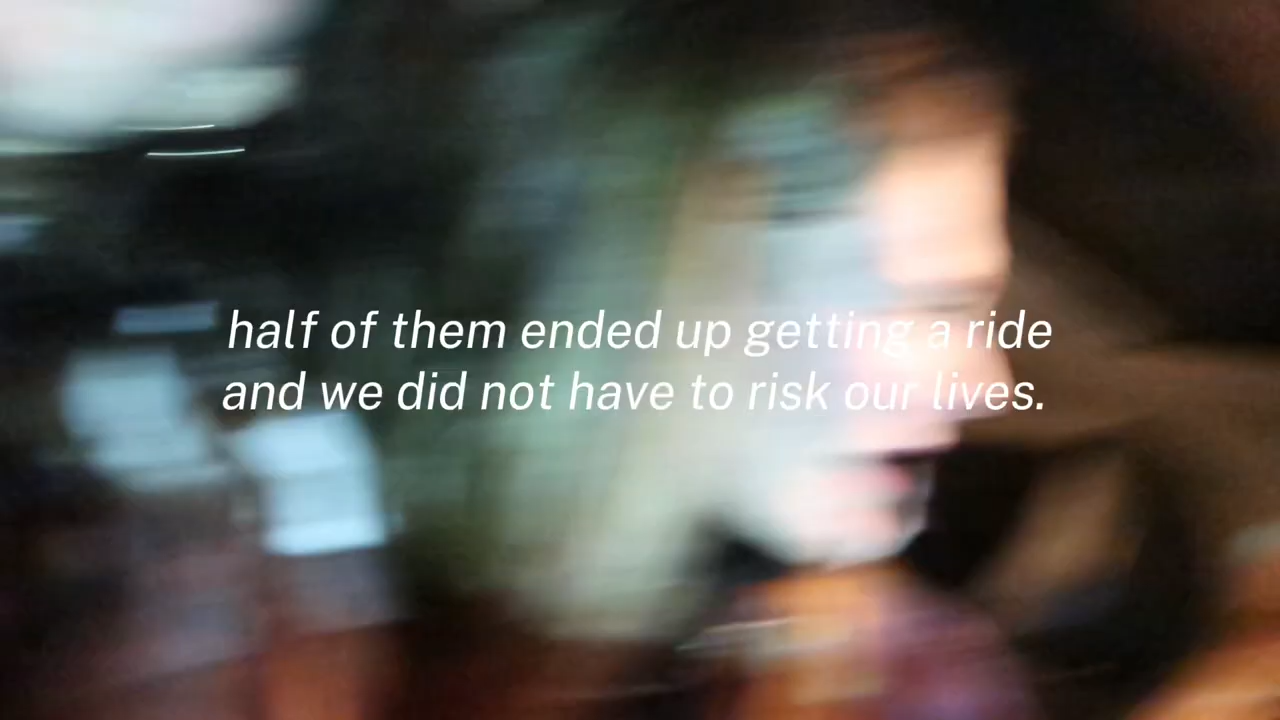 half of them ended up getting a ride
and we did not have to risk our lives.